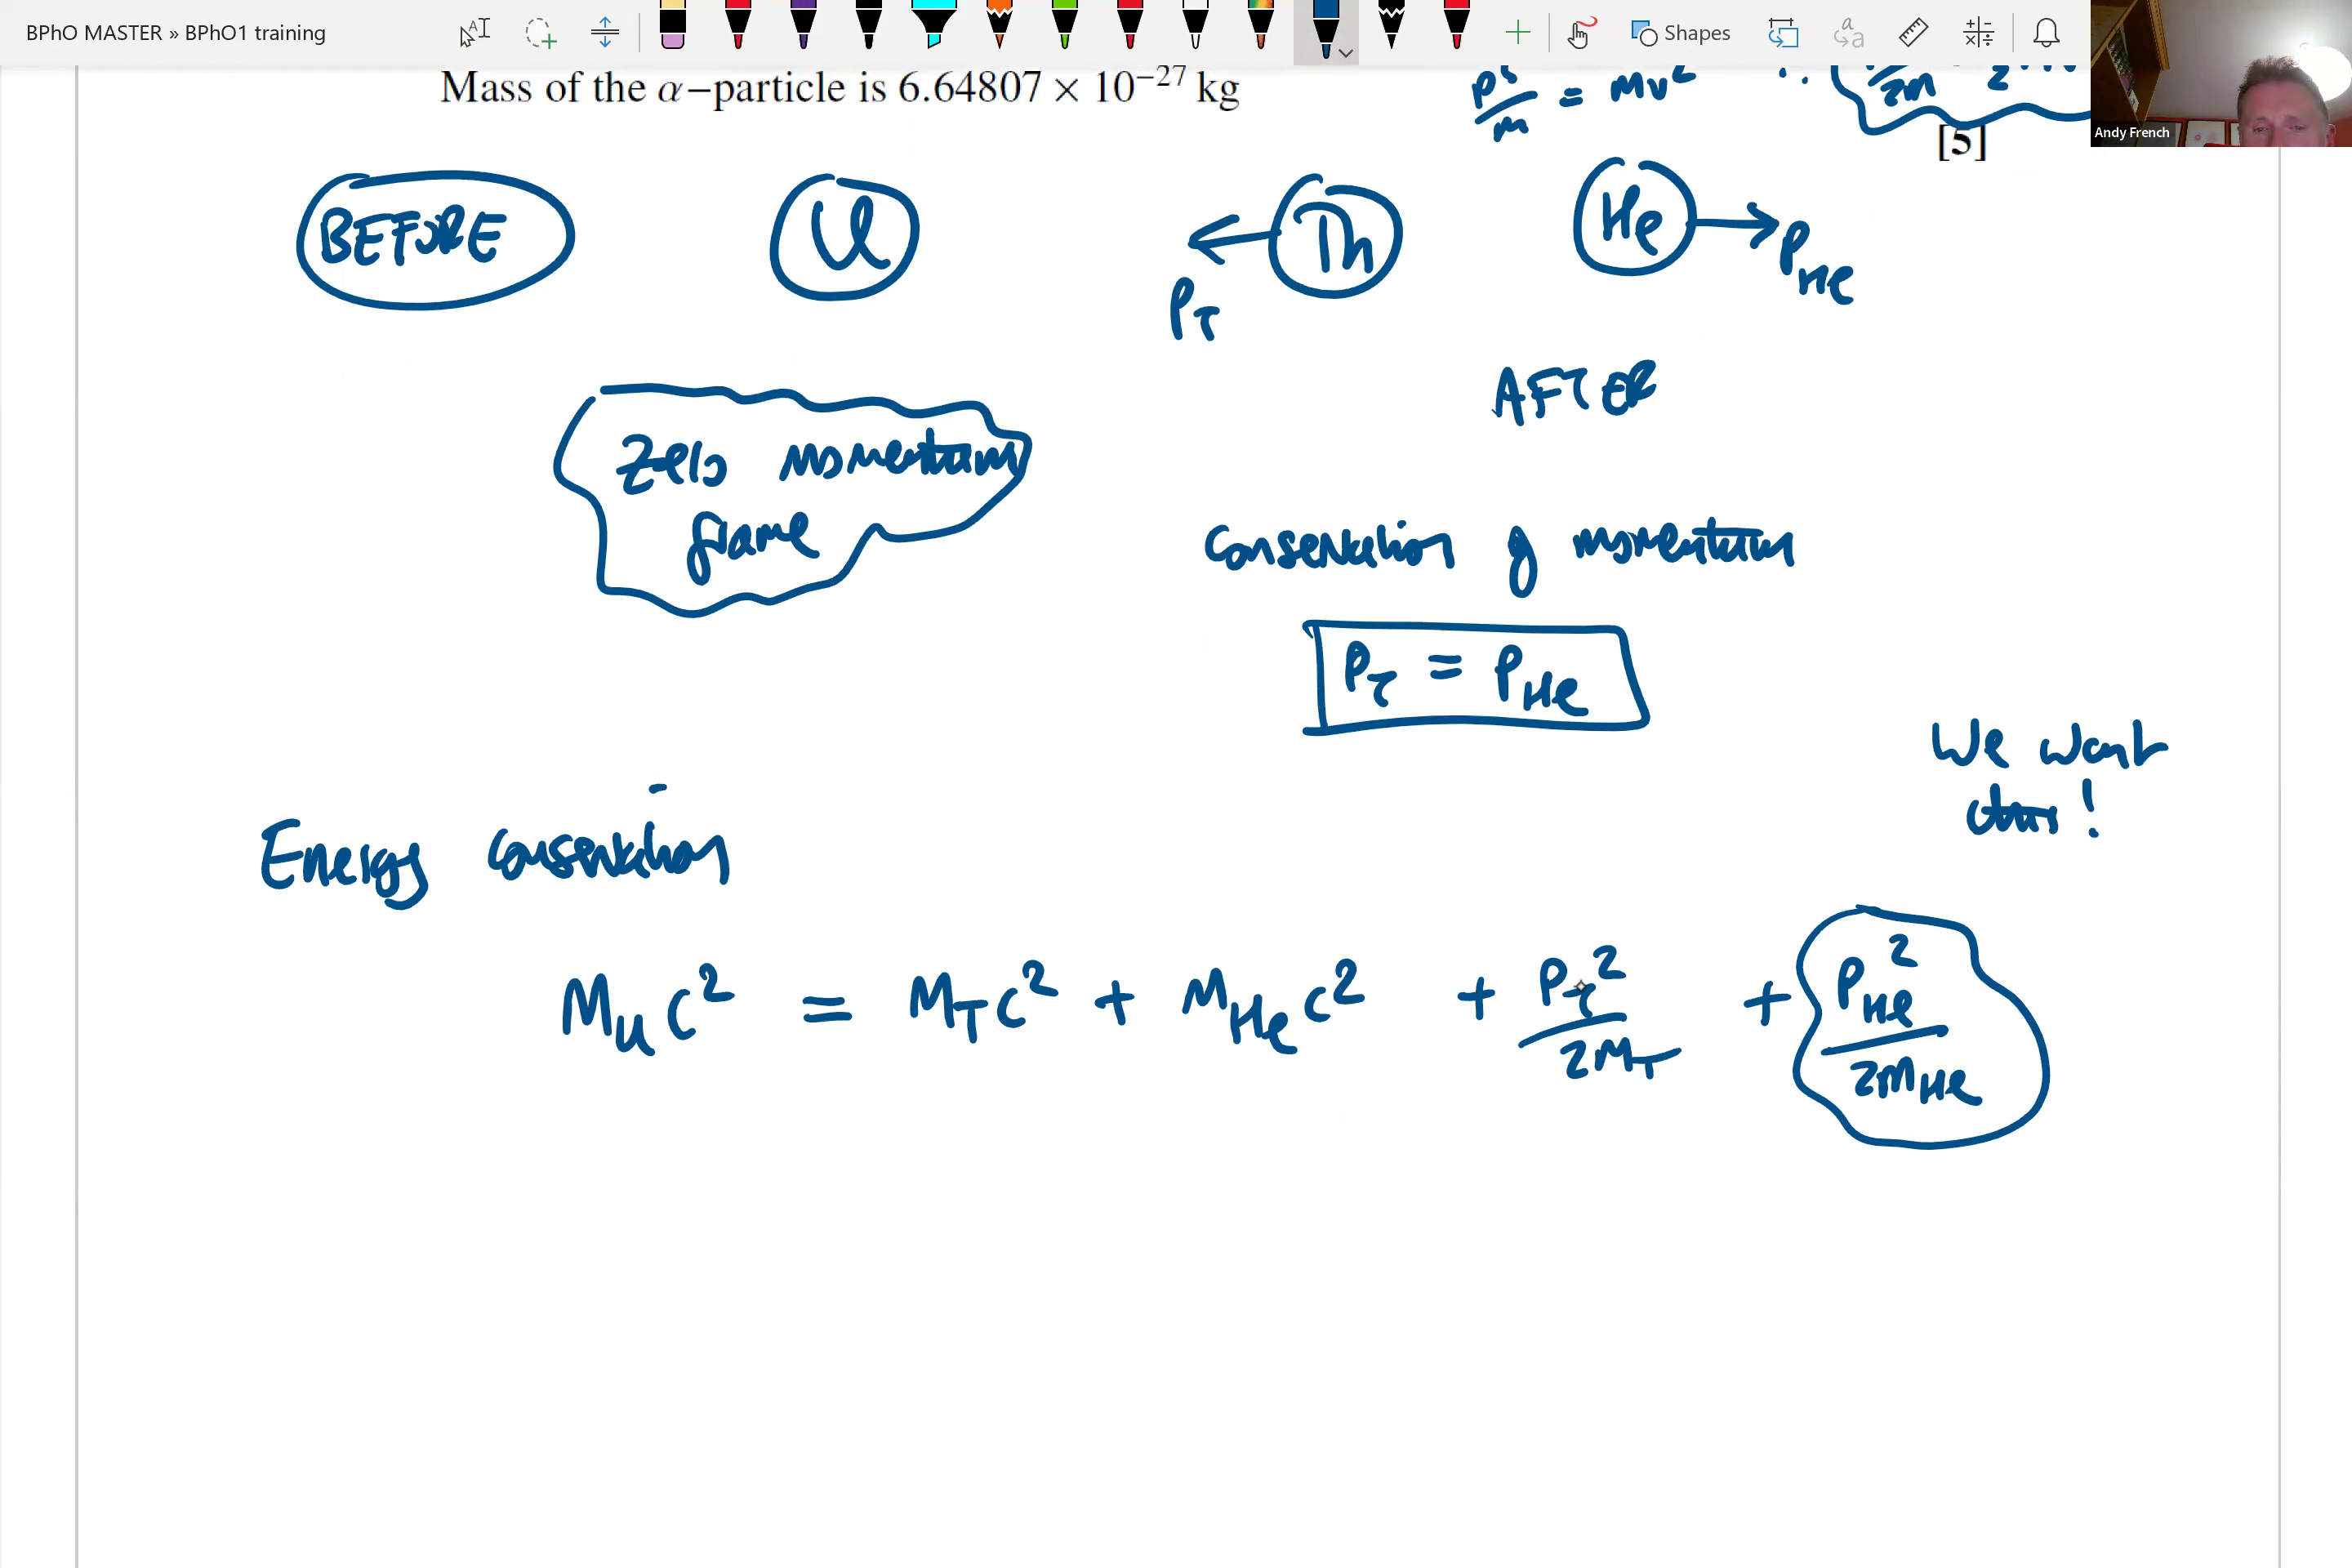 BPhO MASTER » BPhO1 training
Shapes
Andy French
Mass of the α−particle is 6.64807 × 10⁻²⁷ kg
p²/m = mv² ∴
[5]
BEFORE U Th He
P_T P_He
AFTER
Zero momentum
frame
Conservation of momentum
P_T = P_He
We want
this!
Energy conservation
M_U c² = M_T c² + M_He c² + P_T²/2M_T + P_He²/2M_He